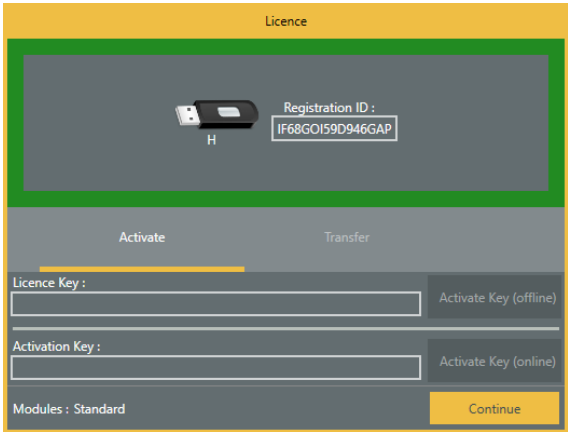 Licence
Registration ID :
IF68GOI59D946GAP
H
Activate
Transfer
Licence Key :
Activate Key (offline)
Activation Key :
Activate Key (online)
Modules : Standard
Continue